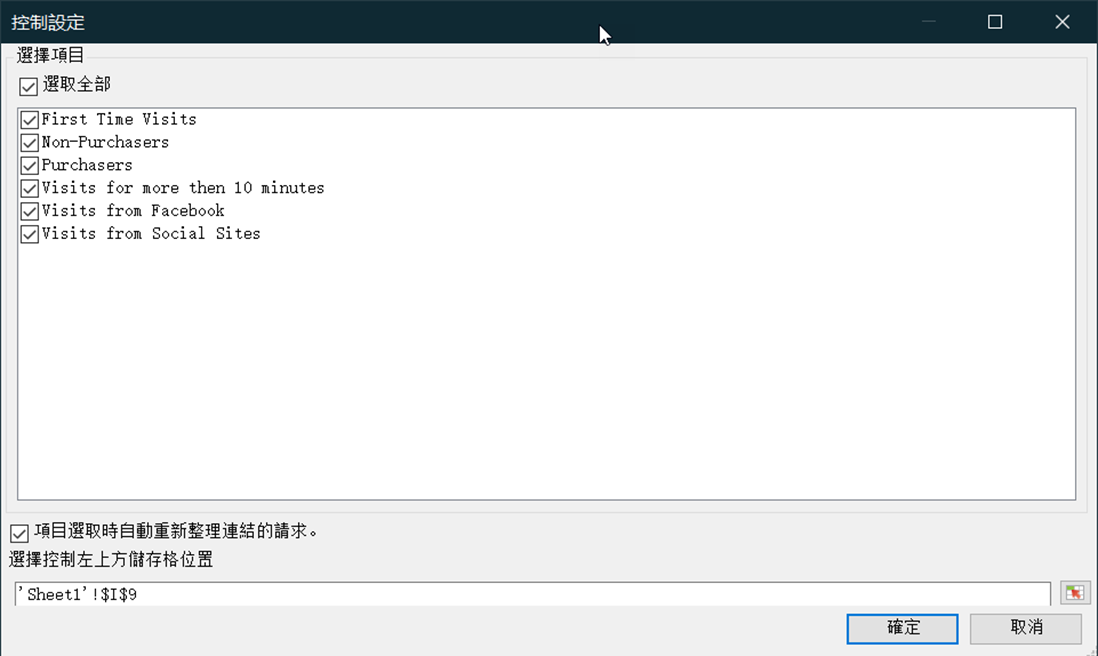 控制設定
選擇項目
選取全部
First Time Visits
Non-Purchasers
Purchasers
Visits for more then 10 minutes
Visits from Facebook
Visits from Social Sites
項目選取時自動重新整理連結的請求。
選擇控制左上方儲存格位置
'Sheet1'!$I$9
確定
取消